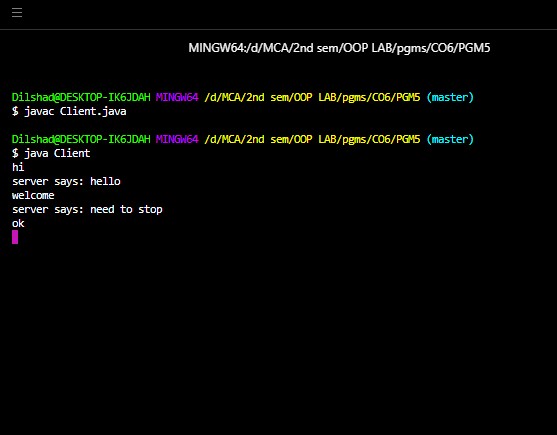 MINGW64:/d/MCA/2nd sem/OOP LAB/pgms/CO6/PGM5
Dilshad@DESKTOP-IK6JDAH MINGW64 /d/MCA/2nd sem/OOP LAB/pgms/CO6/PGM5 (master)
$ javac Client.java
Dilshad@DESKTOP-IK6JDAH MINGW64 /d/MCA/2nd sem/OOP LAB/pgms/CO6/PGM5 (master)
$ java Client
hi
server says: hello
welcome
server says: need to stop
ok